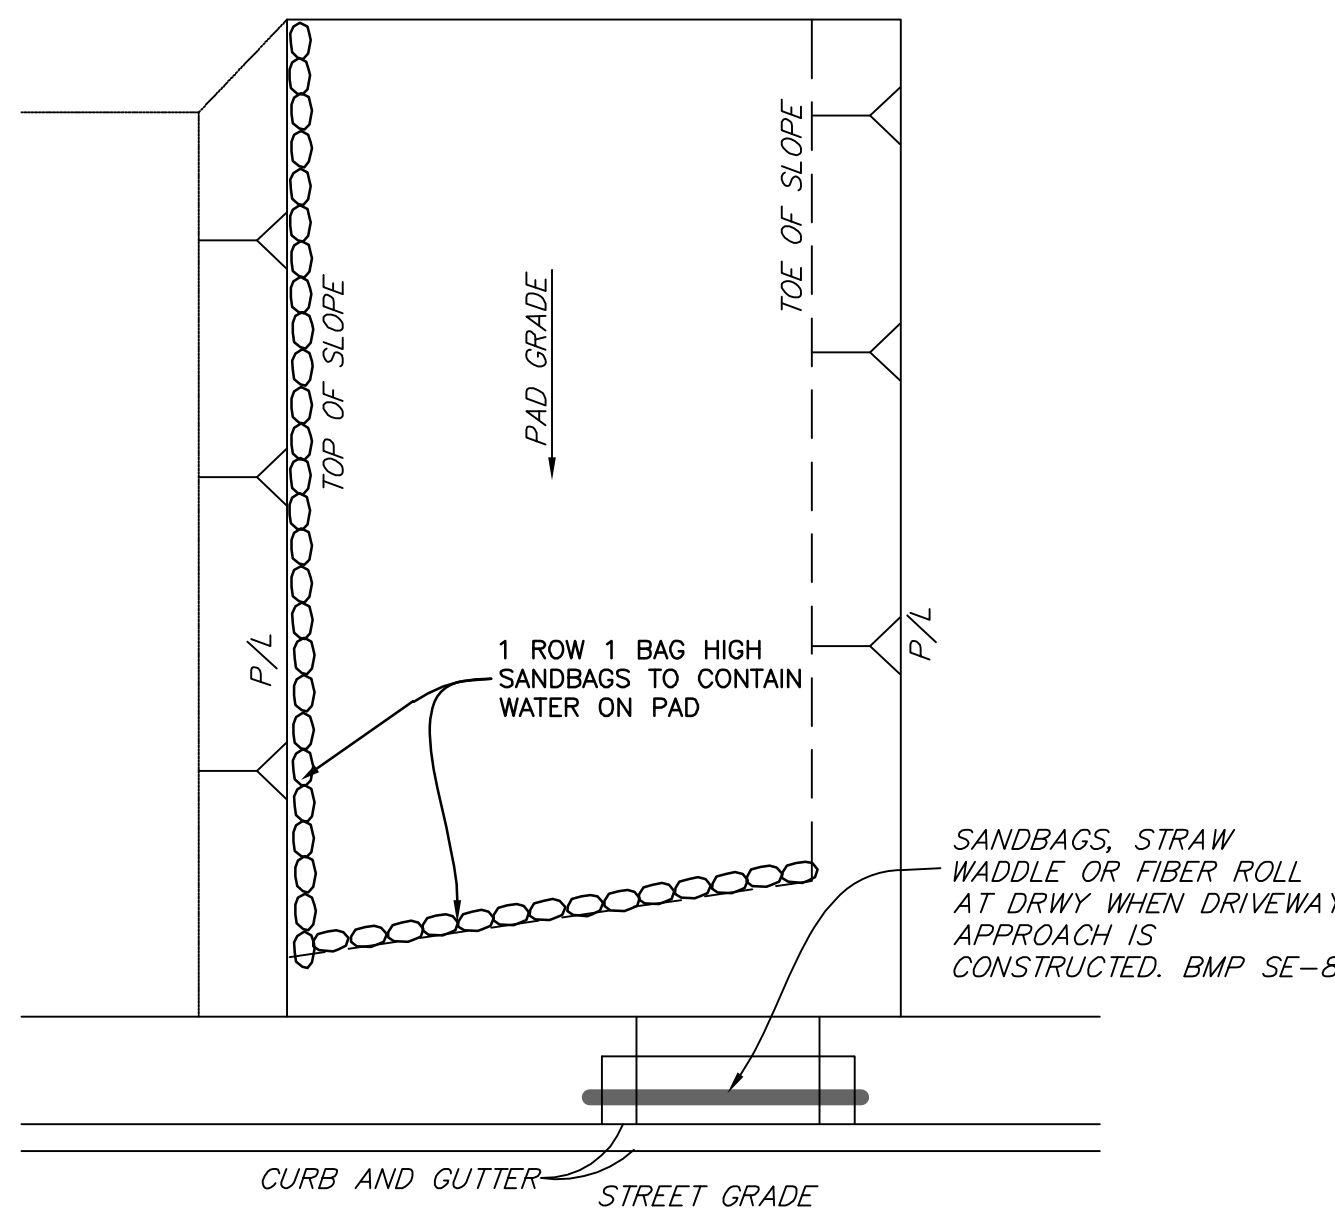 TOE OF SLOPE
TOP OF SLOPE
PAD GRADE
P/L
P/L
1 ROW 1 BAG HIGH
SANDBAGS TO CONTAIN
WATER ON PAD
SANDBAGS, STRAW
WADDLE OR FIBER ROLL
AT DRWY WHEN DRIVEWAY
APPROACH IS
CONSTRUCTED. BMP SE-8
CURB AND GUTTER
STREET GRADE